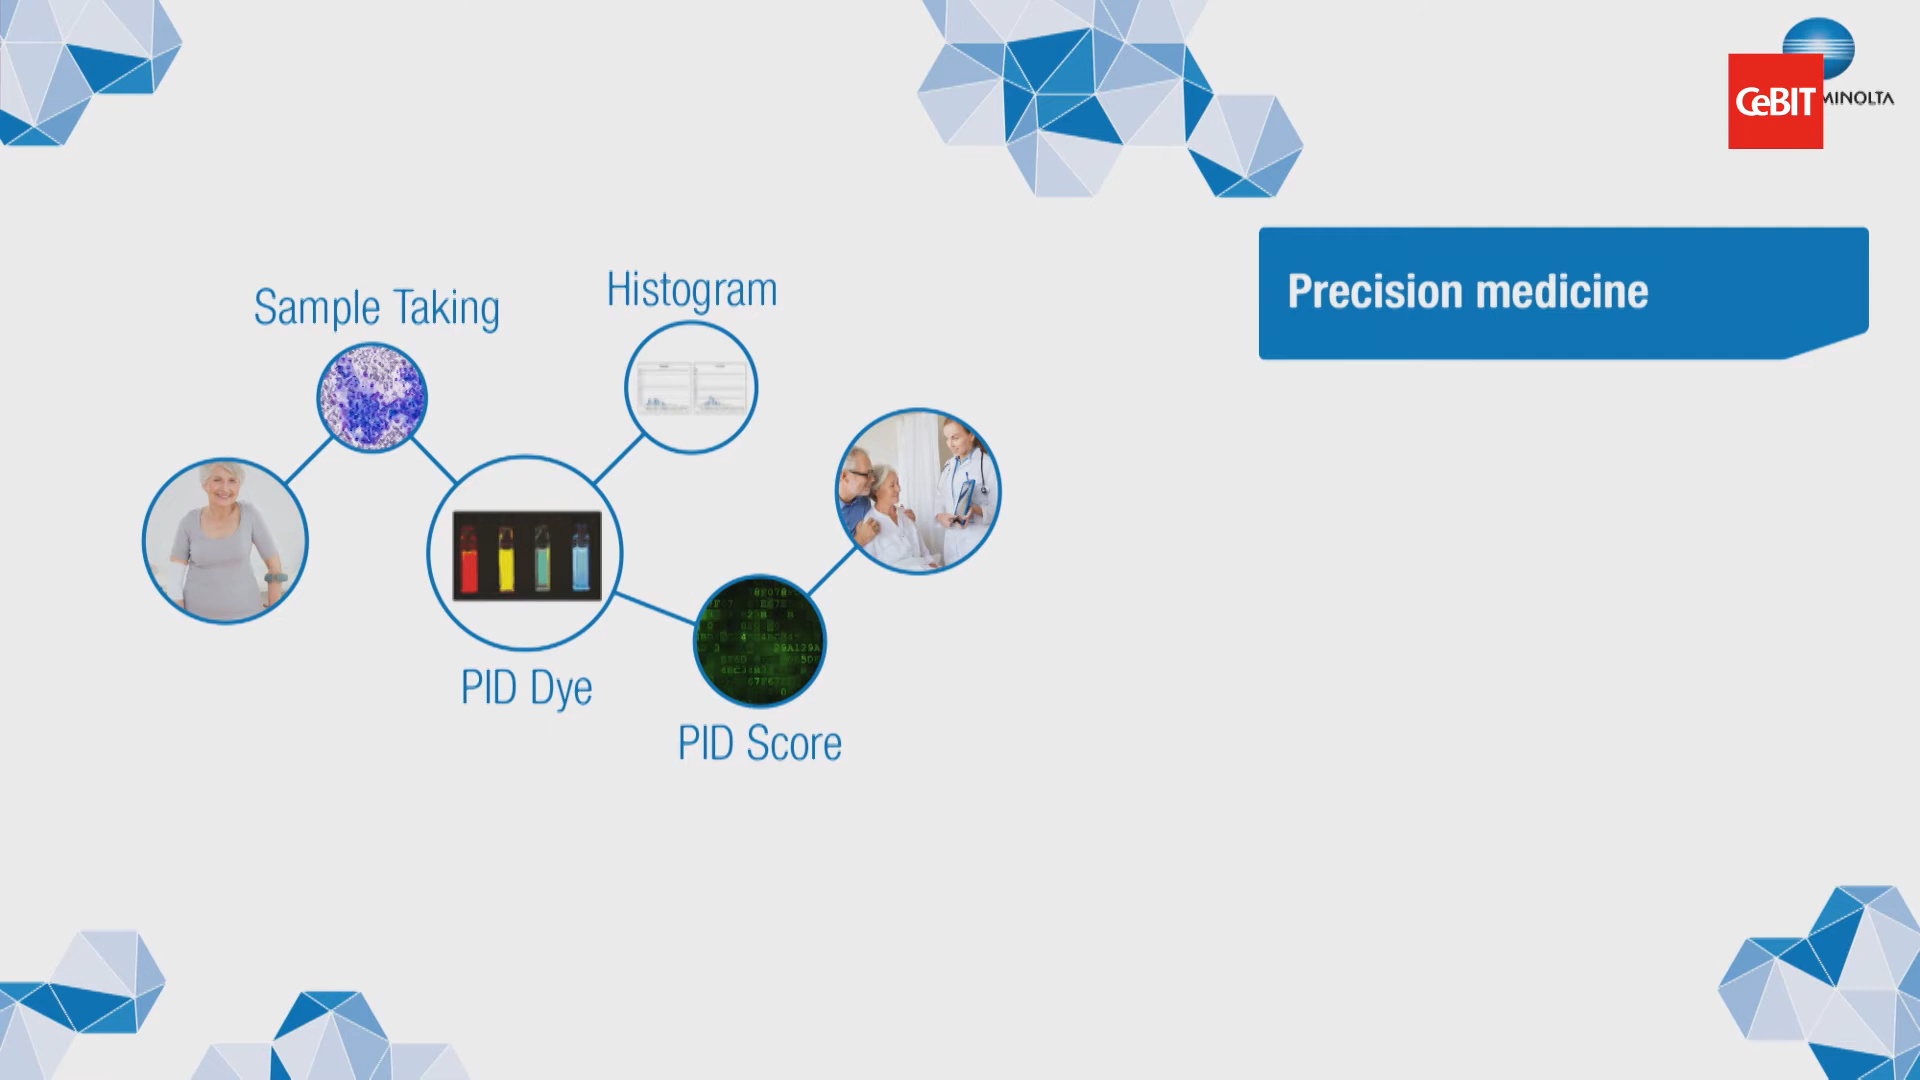 CeBIT
MINOLTA
Precision medicine
Histogram
Sample Taking
PID Dye
PID Score